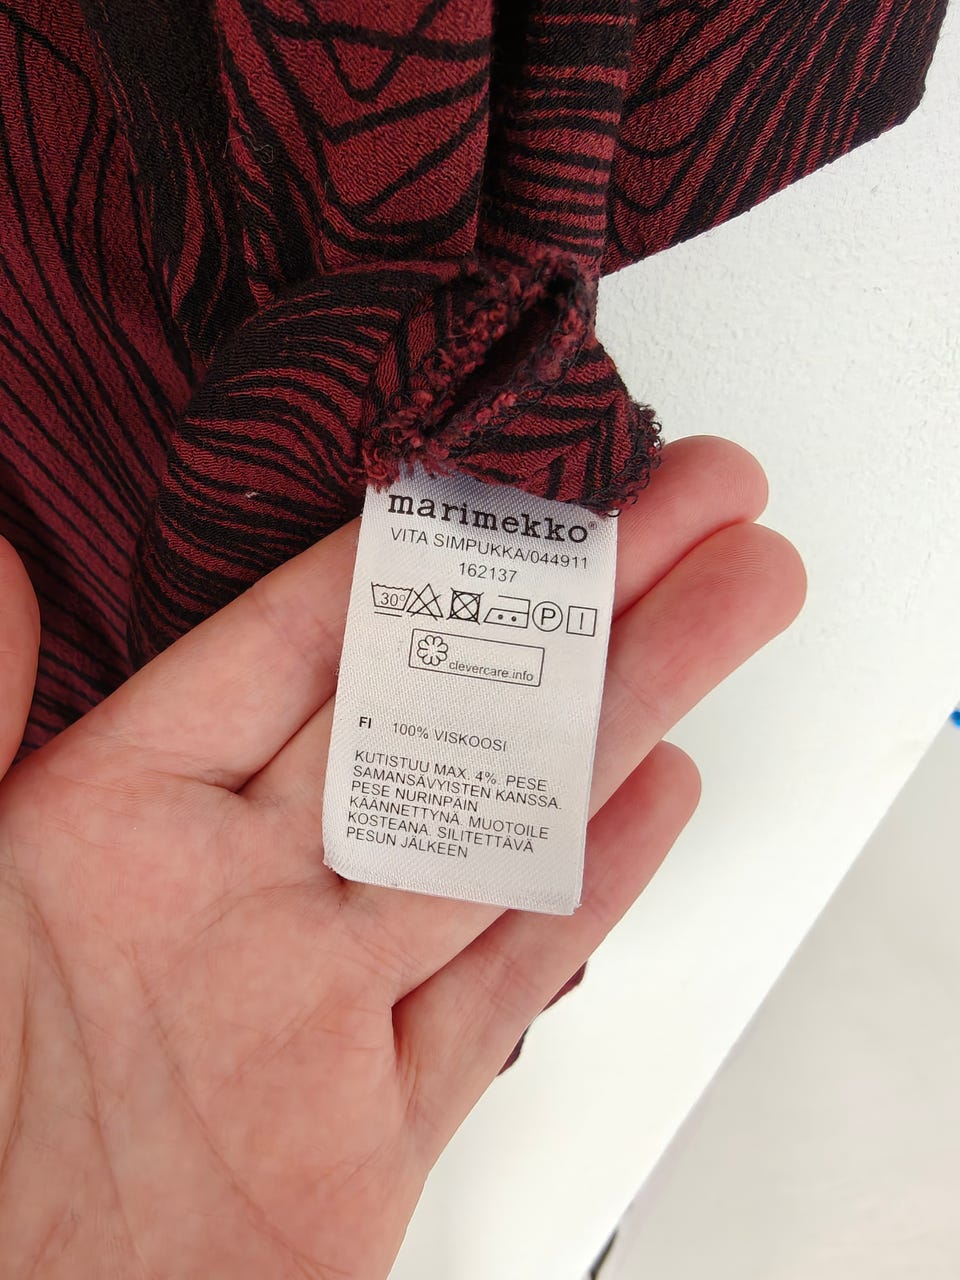 marimekko®
VITA SIMPUKKA/044911
162137
30° P
clevercare.info
FI 100% VISKOOSI
KUTISTUU MAX. 4%. PESE
SAMANSÄVYISTEN KANSSA.
PESE NURINPÄIN
KÄÄNNETTYNÄ. MUOTOILE
KOSTEANA. SILITETTÄVÄ
PESUN JÄLKEEN